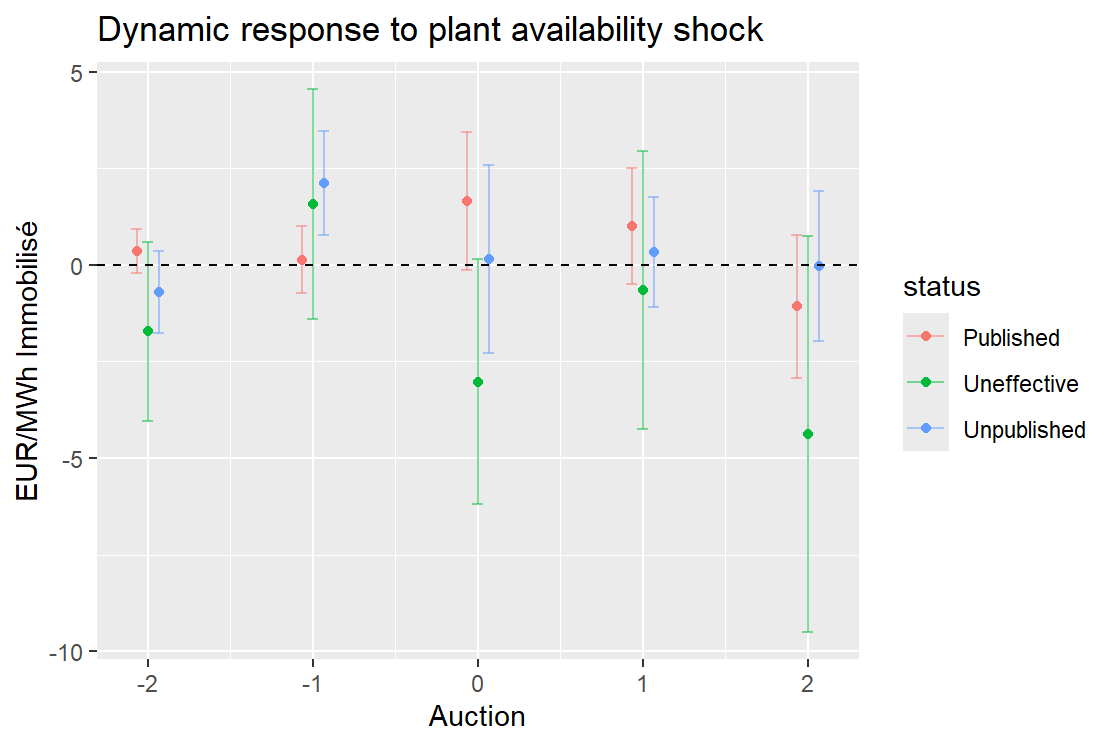 Dynamic response to plant availability shock
EUR/MWh Immobilisé
5
0
-5
-10
-2
-1
0
1
2
Auction
status
Published
Uneffective
Unpublished